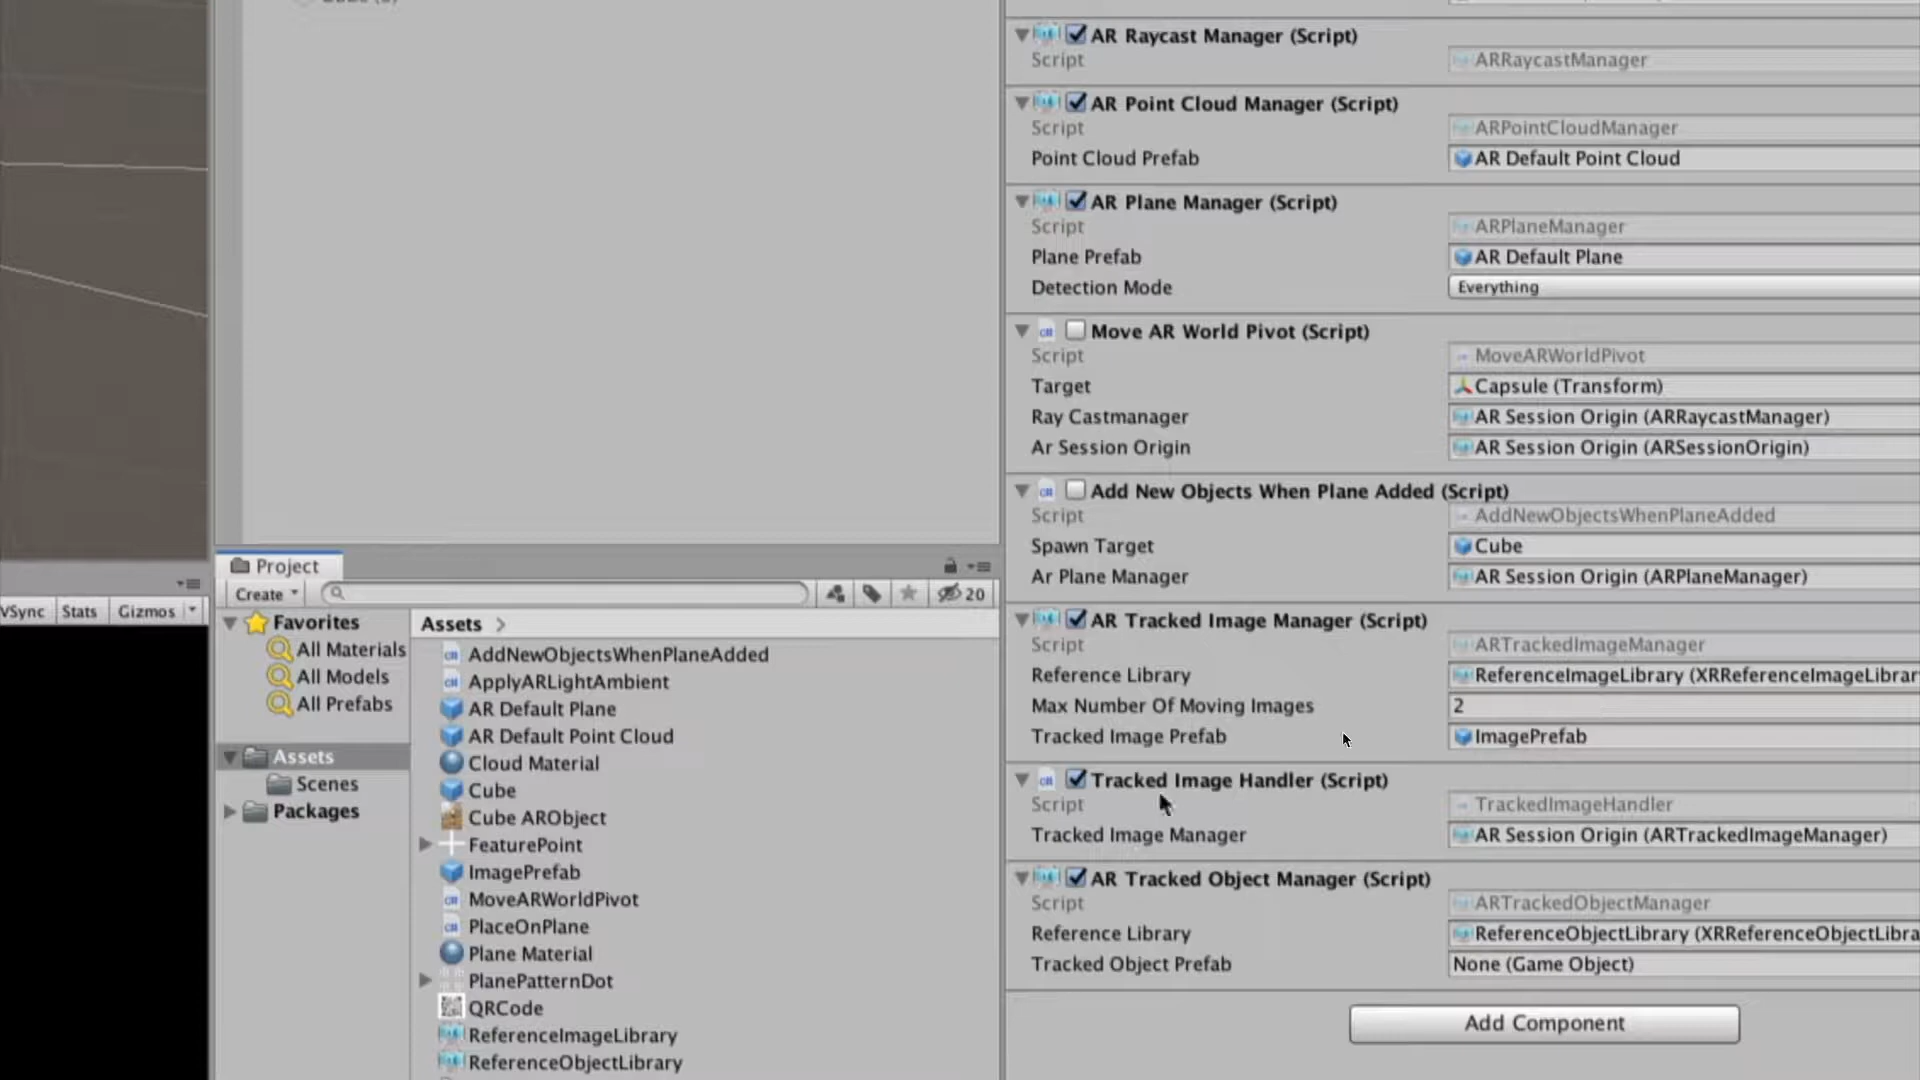 AR Raycast Manager (Script)
Script ARRaycastManager
AR Point Cloud Manager (Script)
Script ARPointCloudManager
Point Cloud Prefab AR Default Point Cloud
AR Plane Manager (Script)
Script ARPlaneManager
Plane Prefab AR Default Plane
Detection Mode Everything
Move AR World Pivot (Script)
Script MoveARWorldPivot
Target Capsule (Transform)
Ray Castmanager AR Session Origin (ARRaycastManager)
Ar Session Origin AR Session Origin (ARSessionOrigin)
Add New Objects When Plane Added (Script)
Script AddNewObjectsWhenPlaneAdded
Spawn Target Cube
Ar Plane Manager AR Session Origin (ARPlaneManager)
AR Tracked Image Manager (Script)
Script ARTrackedImageManager
Reference Library ReferenceImageLibrary (XRReferenceImageLibrar
Max Number Of Moving Images 2
Tracked Image Prefab ImagePrefab
Tracked Image Handler (Script)
Script TrackedImageHandler
Tracked Image Manager AR Session Origin (ARTrackedImageManager)
AR Tracked Object Manager (Script)
Script ARTrackedObjectManager
Reference Library ReferenceObjectLibrary (XRReferenceObjectLibra
Tracked Object Prefab None (Game Object)
Add Component
VSync Stats Gizmos
Project
Create 20
Favorites
All Materials
All Models
All Prefabs
Assets
Scenes
Packages
Assets >
AddNewObjectsWhenPlaneAdded
ApplyARLightAmbient
AR Default Plane
AR Default Point Cloud
Cloud Material
Cube
Cube ARObject
FeaturePoint
ImagePrefab
MoveARWorldPivot
PlaceOnPlane
Plane Material
PlanePatternDot
QRCode
ReferenceImageLibrary
ReferenceObjectLibrary